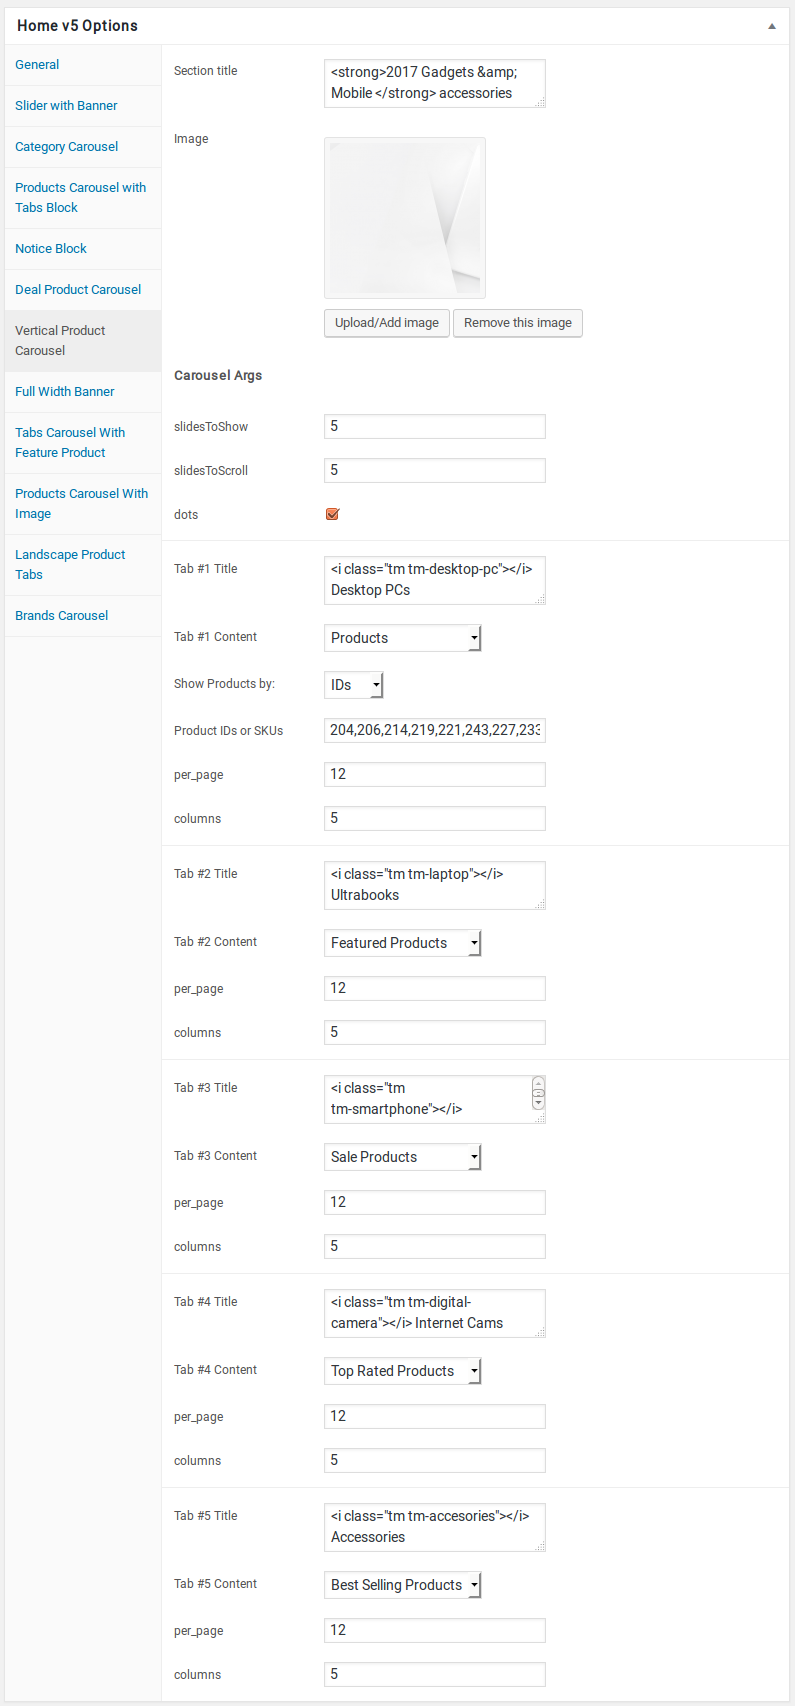 Home v5 Options
General
Slider with Banner
Category Carousel
Products Carousel with
Tabs Block
Notice Block
Deal Product Carousel
Vertical Product
Carousel
Full Width Banner
Tabs Carousel With
Feature Product
Products Carousel With
Image
Landscape Product
Tabs
Brands Carousel
Section title
<strong>2017 Gadgets &amp;
Mobile </strong> accessories
Image
Upload/Add image
Remove this image
Carousel Args
slidesToShow
5
slidesToScroll
5
dots
Tab #1 Title
<i class="tm tm-desktop-pc"></i>
Desktop PCs
Tab #1 Content
Products
Show Products by:
IDs
Product IDs or SKUs
204,206,214,219,221,243,227,233
per_page
12
columns
5
Tab #2 Title
<i class="tm tm-laptop"></i>
Ultrabooks
Tab #2 Content
Featured Products
per_page
12
columns
5
Tab #3 Title
<i class="tm
tm-smartphone"></i>
Tab #3 Content
Sale Products
per_page
12
columns
5
Tab #4 Title
<i class="tm tm-digital-
camera"></i> Internet Cams
Tab #4 Content
Top Rated Products
per_page
12
columns
5
Tab #5 Title
<i class="tm tm-accesories"></i>
Accessories
Tab #5 Content
Best Selling Products
per_page
12
columns
5